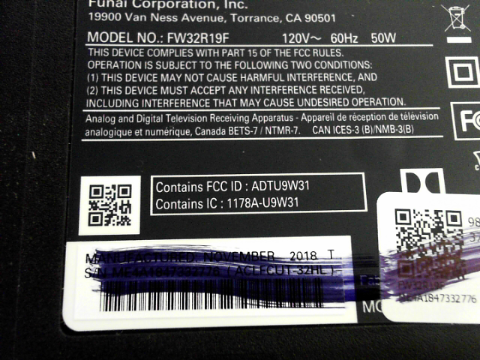 Funai Corporation, Inc.
19900 Van Ness Avenue, Torrance, CA 90501
MODEL NO.: FW32R19F 120V~ 60Hz 50W
THIS DEVICE COMPLIES WITH PART 15 OF THE FCC RULES.
OPERATION IS SUBJECT TO THE FOLLOWING TWO CONDITIONS:
(1) THIS DEVICE MAY NOT CAUSE HARMFUL INTERFERENCE, AND
(2) THIS DEVICE MUST ACCEPT ANY INTERFERENCE RECEIVED,
INCLUDING INTERFERENCE THAT MAY CAUSE UNDESIRED OPERATION.
Analog and Digital Television Receiving Apparatus - Appareil de réception de télévision
analogique et numérique, Canada BETS-7 / NTMR-7. CAN ICES-3 (B)/NMB-3(B)
Contains FCC ID : ADTU9W31
Contains IC : 1178A-U9W31
MANUFACTURED NOVEMBER 2018 T
S/N ME4A1847332776
ME4A1847332776